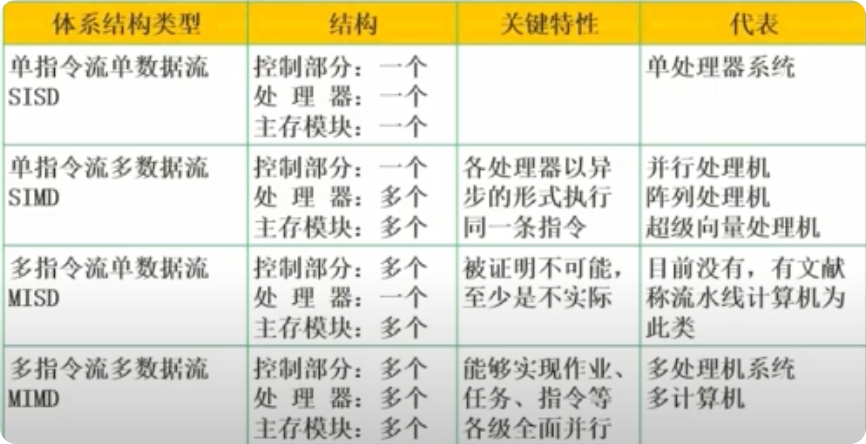 体系结构类型 结构 关键特性 代表
单指令流单数据流
SISD
控制部分：一个
处 理 器：一个
主存模块：一个
单处理器系统
单指令流多数据流
SIMD
控制部分：一个
处 理 器：多个
主存模块：多个
各处理器以异
步的形式执行
同一条指令
并行处理机
阵列处理机
超级向量处理机
多指令流单数据流
MISD
控制部分：多个
处 理 器：一个
主存模块：多个
被证明不可能，
至少是不实际
目前没有，有文献
称流水线计算机为
此类
多指令流多数据流
MIMD
控制部分：多个
处 理 器：多个
主存模块：多个
能够实现作业、
任务、指令等
各级全面并行
多处理机系统
多计算机